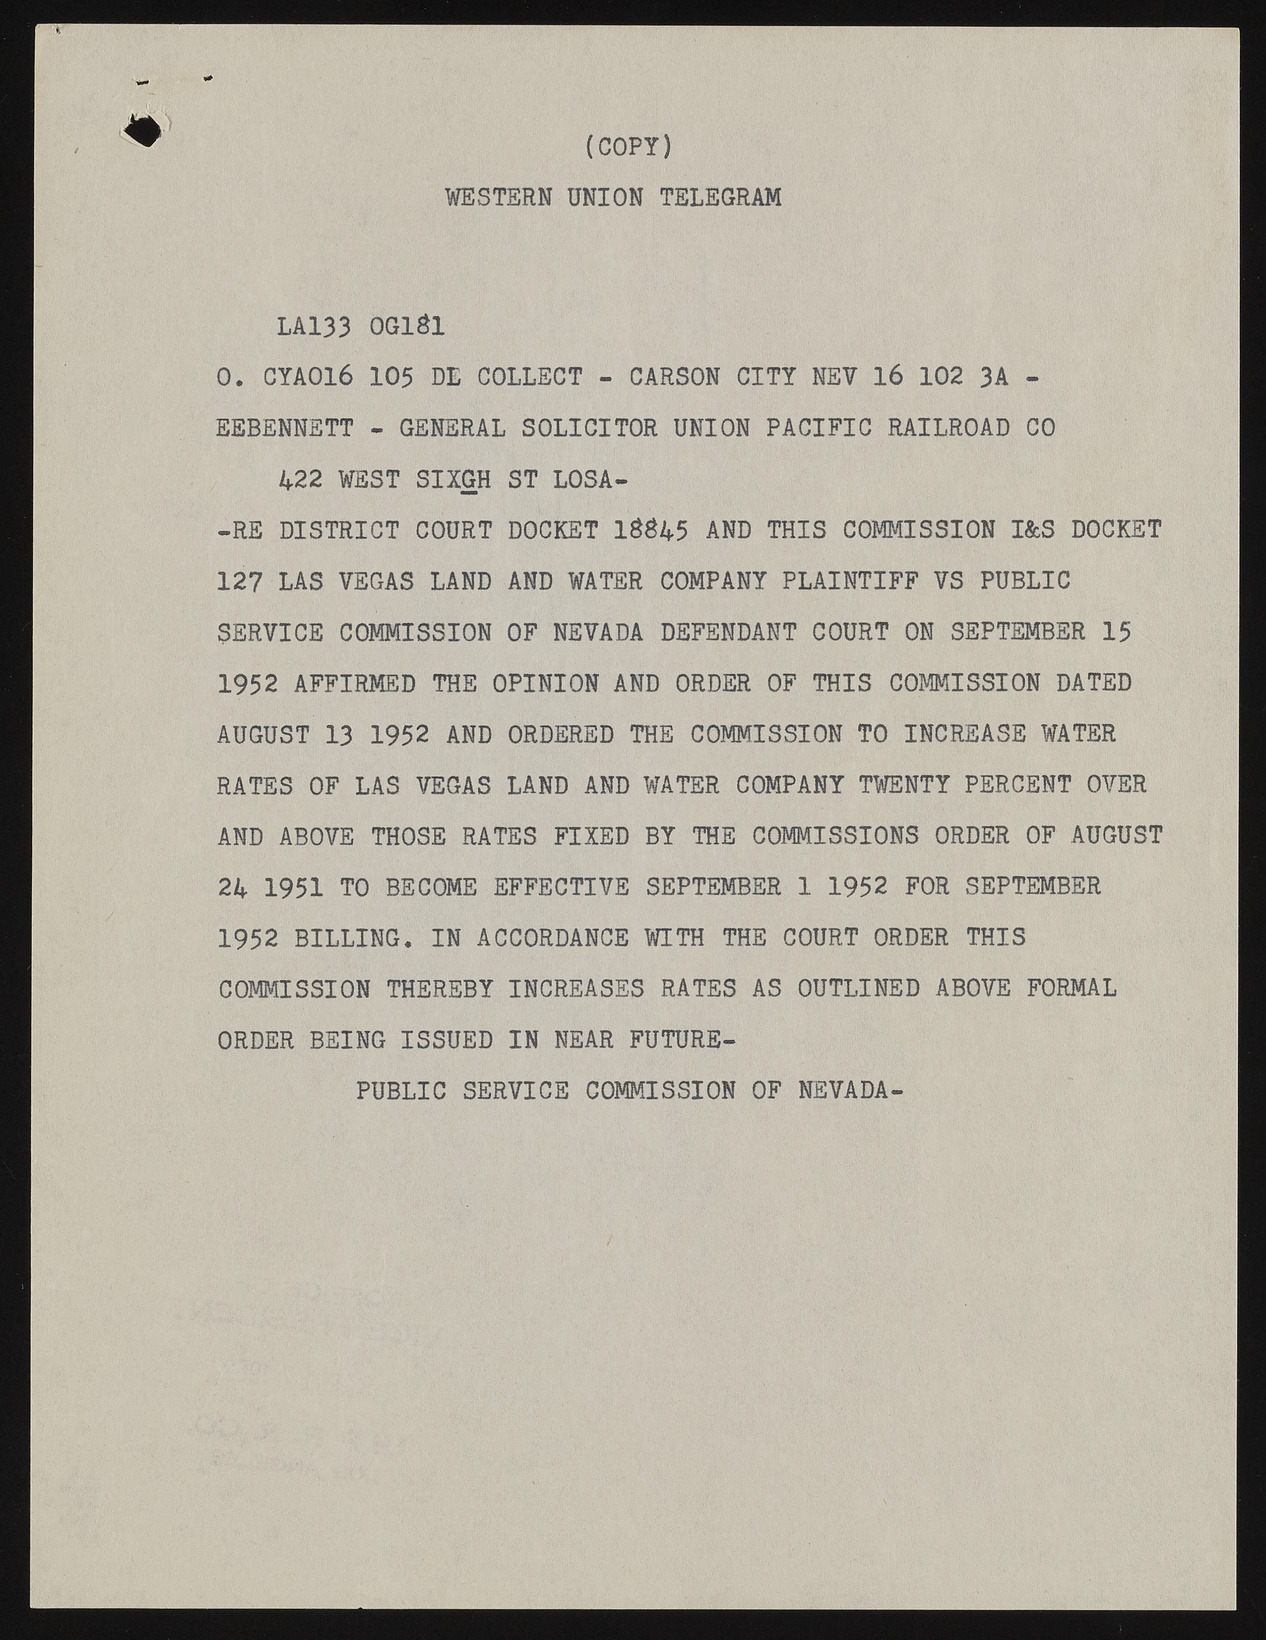 (COPY)
WESTERN UNION TELEGRAM
LA133 OG181
O. CYA016 105 DL COLLECT - CARSON CITY NEV 16 102 3A -
EEBENNETT - GENERAL SOLICITOR UNION PACIFIC RAILROAD CO
422 WEST SIXGH ST LOSA-
-RE DISTRICT COURT DOCKET 18845 AND THIS COMMISSION I&S DOCKET
127 LAS VEGAS LAND AND WATER COMPANY PLAINTIFF VS PUBLIC
SERVICE COMMISSION OF NEVADA DEFENDANT COURT ON SEPTEMBER 15
1952 AFFIRMED THE OPINION AND ORDER OF THIS COMMISSION DATED
AUGUST 13 1952 AND ORDERED THE COMMISSION TO INCREASE WATER
RATES OF LAS VEGAS LAND AND WATER COMPANY TWENTY PERCENT OVER
AND ABOVE THOSE RATES FIXED BY THE COMMISSIONS ORDER OF AUGUST
24 1951 TO BECOME EFFECTIVE SEPTEMBER 1 1952 FOR SEPTEMBER
1952 BILLING. IN ACCORDANCE WITH THE COURT ORDER THIS
COMMISSION THEREBY INCREASES RATES AS OUTLINED ABOVE FORMAL
ORDER BEING ISSUED IN NEAR FUTURE-
PUBLIC SERVICE COMMISSION OF NEVADA-